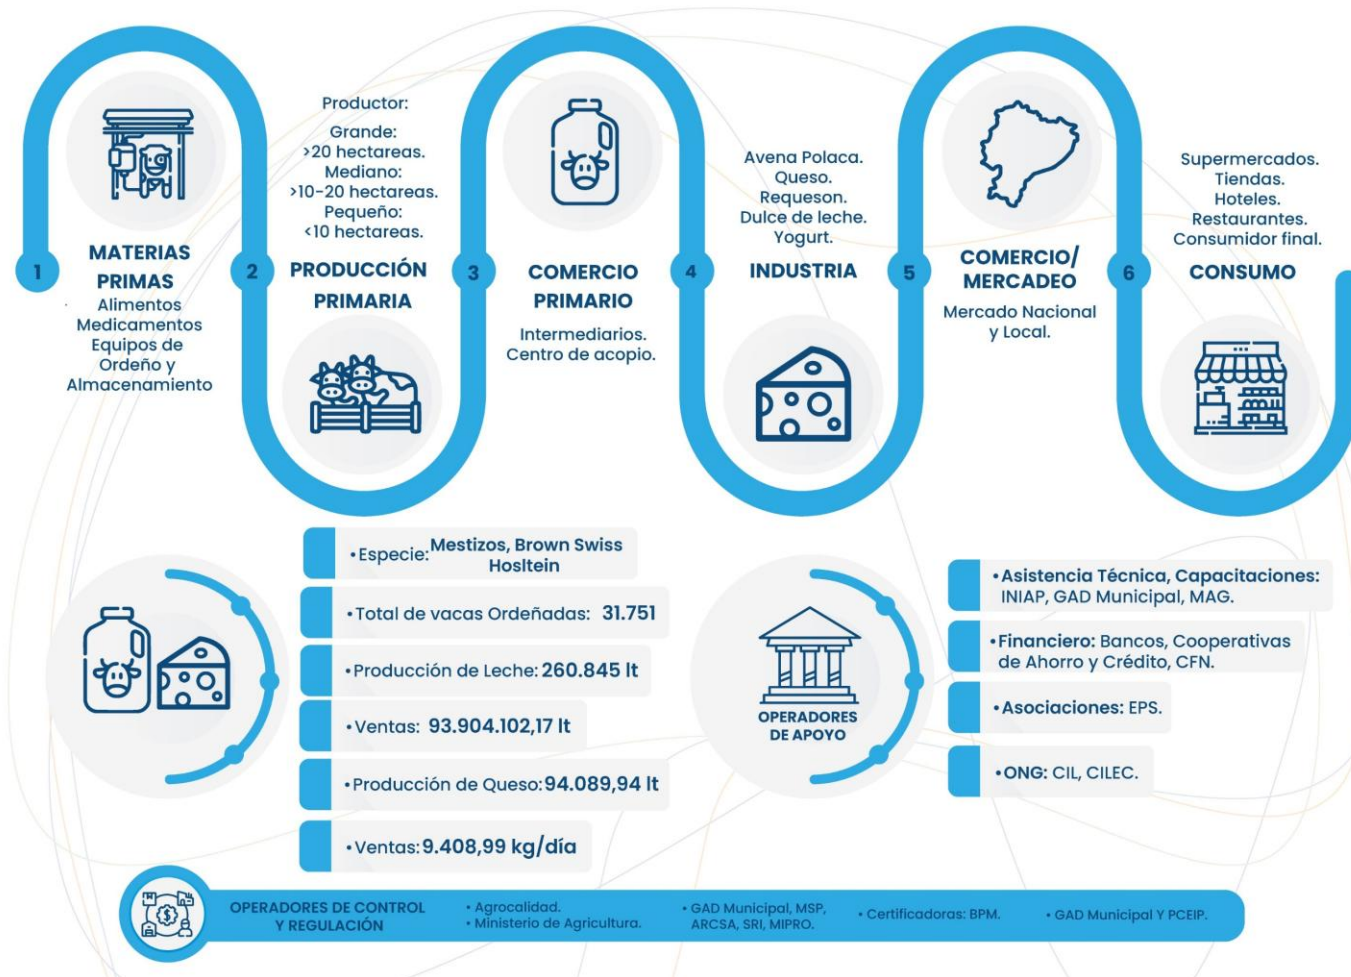 1
MATERIAS
PRIMAS
Alimentos
Medicamentos
Equipos de
Ordeño y
Almacenamiento
2
Productor:
Grande:
>20 hectareas.
Mediano:
>10-20 hectareas.
Pequeño:
<10 hectareas.
PRODUCCIÓN
PRIMARIA
3
COMERCIO
PRIMARIO
Intermediarios.
Centro de acopio.
4
Avena Polaca.
Queso.
Requeson.
Dulce de leche.
Yogurt.
INDUSTRIA
5
COMERCIO/
MERCADEO
Mercado Nacional
y Local.
6
Supermercados.
Tiendas.
Hoteles.
Restaurantes.
Consumidor final.
CONSUMO
•Especie: Mestizos, Brown Swiss
Hosltein
•Total de vacas Ordeñadas: 31.751
•Producción de Leche: 260.845 lt
•Ventas: 93.904.102,17 lt
•Producción de Queso: 94.089,94 lt
•Ventas: 9.408,99 kg/día
OPERADORES
DE APOYO
•Asistencia Técnica, Capacitaciones:
INIAP, GAD Municipal, MAG.
•Financiero: Bancos, Cooperativas
de Ahorro y Crédito, CFN.
•Asociaciones: EPS.
•ONG: CIL, CILEC.
OPERADORES DE CONTROL
Y REGULACIÓN
• Agrocalidad.
• Ministerio de Agricultura.
• GAD Municipal, MSP,
ARCSA, SRI, MIPRO.
• Certificadoras: BPM.
• GAD Municipal Y PCEIP.